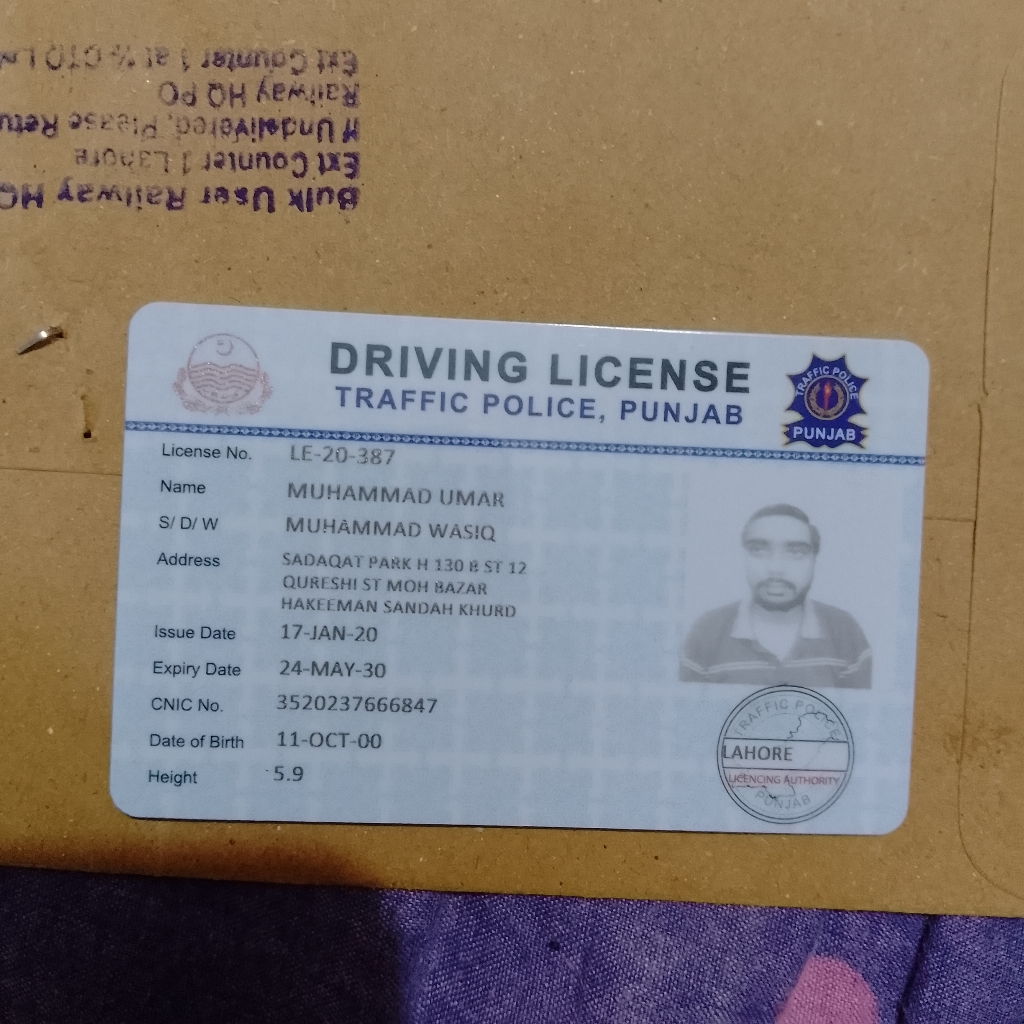 Bulk User Railway HQ
Ext Counter 1 Lahore
If Undelivered, Please
Railway HQ PO
Ext Counter 1 at ℅ GTO
DRIVING LICENSE
TRAFFIC POLICE, PUNJAB
TRAFFIC POLICE
PUNJAB
License No. LE-20-387
Name MUHAMMAD UMAR
S/ D/ W MUHAMMAD WASIQ
Address SADAQAT PARK H 130 B ST 12
QURESHI ST MOH BAZAR
HAKEEMAN SANDAH KHURD
Issue Date 17-JAN-20
Expiry Date 24-MAY-30
CNIC No. 3520237666847
Date of Birth 11-OCT-00
Height 5.9
TRAFFIC POLICE
LAHORE
LICENCING AUTHORITY
PUNJAB